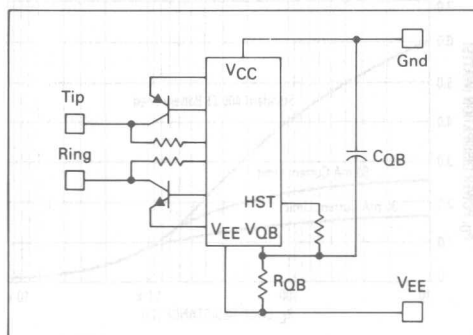 Gnd
VCC
Tip
Ring
CQB
HST
VEE VQB
RQB
VEE